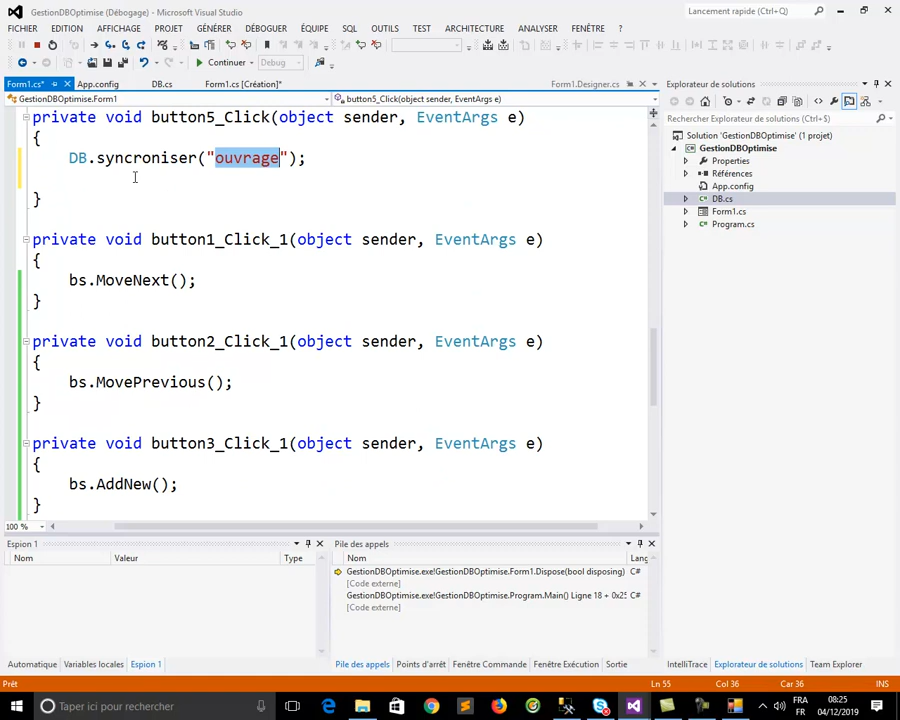 GestionDBOptimise (Débogage) - Microsoft Visual Studio
Lancement rapide (Ctrl+Q)
FICHIER EDITION AFFICHAGE PROJET GÉNÉRER DÉBOGUER ÉQUIPE SQL OUTILS TEST ARCHITECTURE ANALYSER FENÊTRE ?
Continuer Debug
Form1.cs* App.config DB.cs Form1.cs [Création]* Form1.Designer.cs
GestionDBOptimise.Form1 button5_Click(object sender, EventArgs e)
private void button5_Click(object sender, EventArgs e)
{
DB.syncroniser("ouvrage");
}
private void button1_Click_1(object sender, EventArgs e)
{
bs.MoveNext();
}
private void button2_Click_1(object sender, EventArgs e)
{
bs.MovePrevious();
}
private void button3_Click_1(object sender, EventArgs e)
{
bs.AddNew();
}
100 %
Explorateur de solutions
Rechercher Explorateur de solutions (Ctrl+$)
Solution 'GestionDBOptimise' (1 projet)
GestionDBOptimise
Properties
Références
App.config
DB.cs
Form1.cs
Program.cs
Espion 1
Nom Valeur Type
Pile des appels
Nom Lang
GestionDBOptimise.exe!GestionDBOptimise.Form1.Dispose(bool disposing) C#
[Code externe]
GestionDBOptimise.exe!GestionDBOptimise.Program.Main() Ligne 18 + 0x25 C#
[Code externe]
Automatique Variables locales Espion 1
Pile des appels Points d'arrêt Fenêtre Commande Fenêtre Exécution Sortie
IntelliTrace Explorateur de solutions Team Explorer
Prêt Ln 55 Col 36 Car 36 INS
Taper ici pour rechercher
FR
FR
08:25
04/12/2019